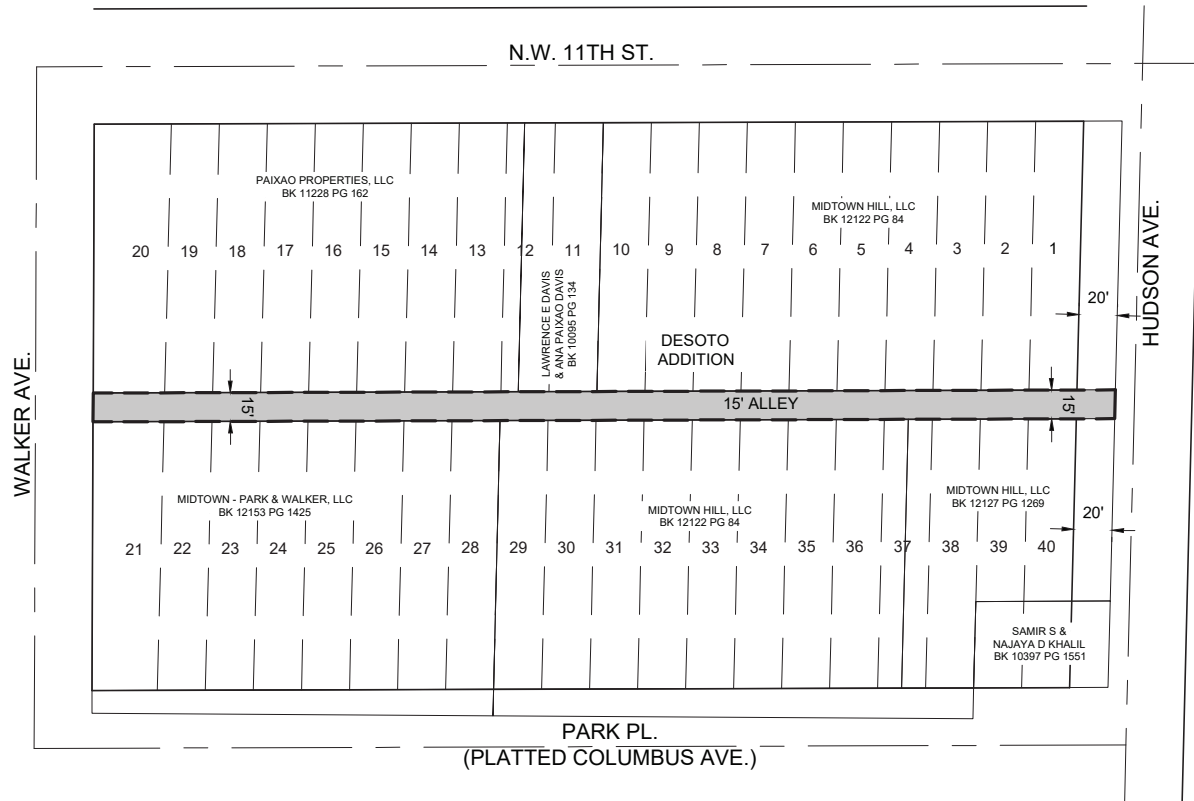 N.W. 11TH ST.
PAIXAO PROPERTIES, LLC
BK 11228 PG 162
MIDTOWN HILL, LLC
BK 12122 PG 84
20 19 18 17 16 15 14 13 12 11 10 9 8 7 6 5 4 3 2 1
LAWRENCE E DAVIS
& ANA PAIXAO DAVIS
BK 10095 PG 134
20'
HUDSON AVE.
DESOTO
ADDITION
WALKER AVE.
15'
15' ALLEY
15'
MIDTOWN - PARK & WALKER, LLC
BK 12153 PG 1425
MIDTOWN HILL, LLC
BK 12122 PG 84
MIDTOWN HILL, LLC
BK 12127 PG 1269
20'
21 22 23 24 25 26 27 28 29 30 31 32 33 34 35 36 37 38 39 40
SAMIR S &
NAJAYA D KHALIL
BK 10397 PG 1551
PARK PL.
(PLATTED COLUMBUS AVE.)